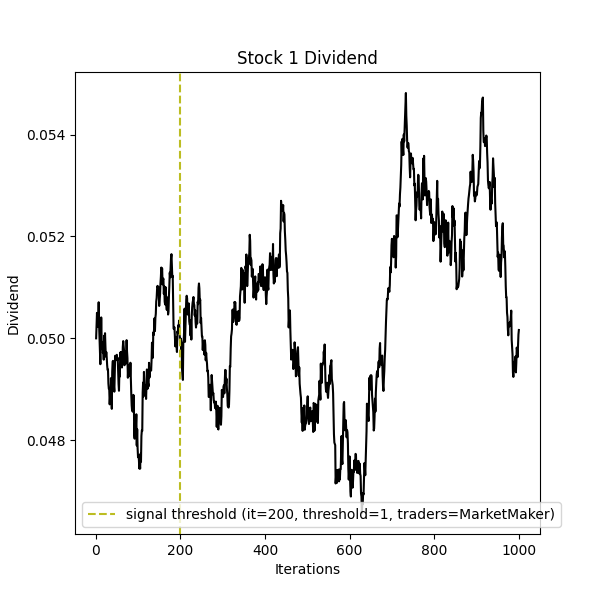 Stock 1 Dividend
0.054
0.052
0.050
0.048
Dividend
signal threshold (it=200, threshold=1, traders=MarketMaker)
0 200 400 600 800 1000
Iterations